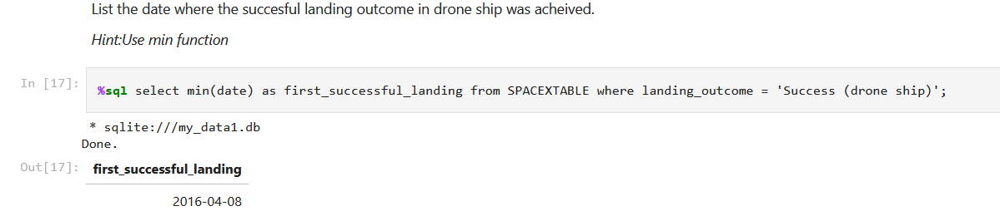 List the date where the succesful landing outcome in drone ship was acheived.
Hint:Use min function
In [17]:
%sql select min(date) as first_successful_landing from SPACEXTABLE where landing_outcome = 'Success (drone ship)';
* sqlite:///my_data1.db
Done.
Out[17]:
first_successful_landing
2016-04-08